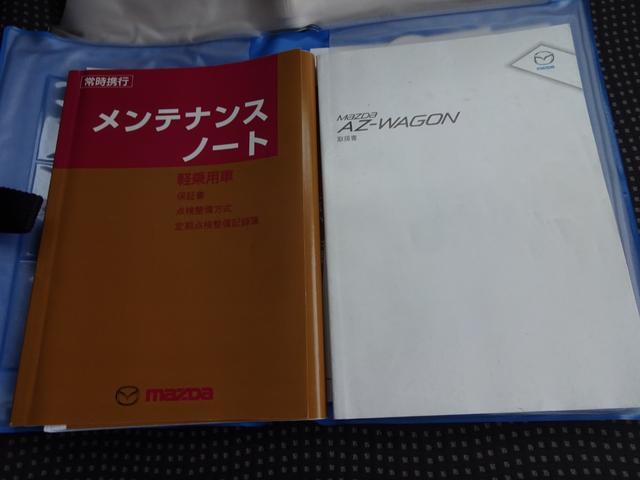 常時携行
メンテナンス
ノート
軽乗用車
保証書
点検整備方式
定期点検整備記録簿
mazda
mazda
MAZDA
AZ-WAGON
取扱書